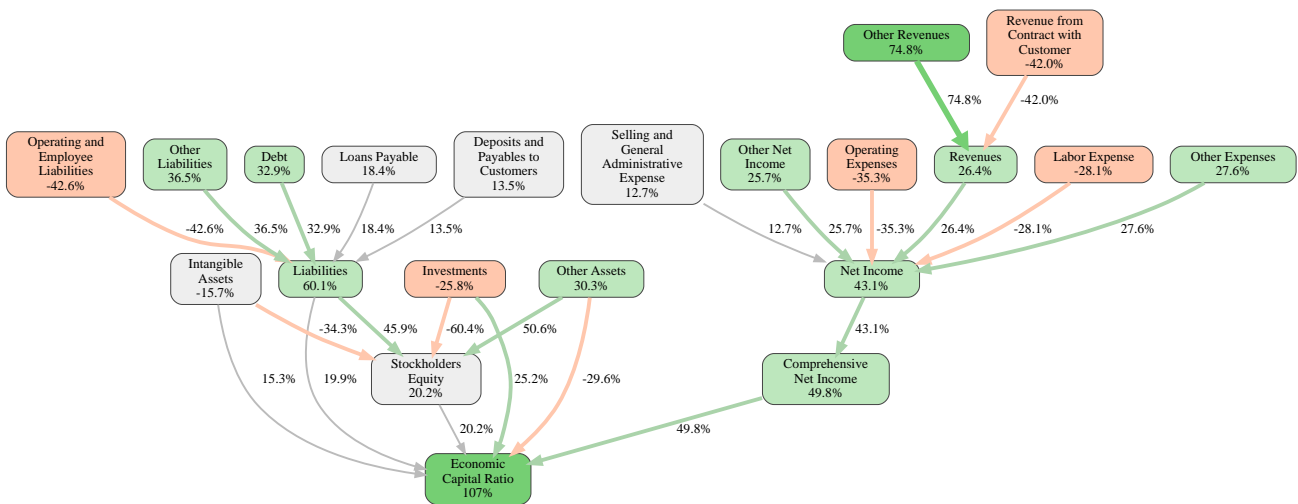 Other Revenues
74.8%
Revenue from
Contract with
Customer
-42.0%
74.8%
-42.0%
Operating and
Employee
Liabilities
-42.6%
Other
Liabilities
36.5%
Debt
32.9%
Loans Payable
18.4%
Deposits and
Payables to
Customers
13.5%
Selling and
General
Administrative
Expense
12.7%
Other Net
Income
25.7%
Operating
Expenses
-35.3%
Revenues
26.4%
Labor Expense
-28.1%
Other Expenses
27.6%
-42.6%
36.5%
32.9%
18.4%
13.5%
12.7%
25.7%
-35.3%
26.4%
-28.1%
27.6%
Intangible
Assets
-15.7%
Liabilities
60.1%
Investments
-25.8%
Other Assets
30.3%
Net Income
43.1%
-34.3%
45.9%
-60.4%
50.6%
43.1%
Stockholders
Equity
20.2%
Comprehensive
Net Income
49.8%
15.3%
19.9%
25.2%
-29.6%
20.2%
49.8%
Economic
Capital Ratio
107%